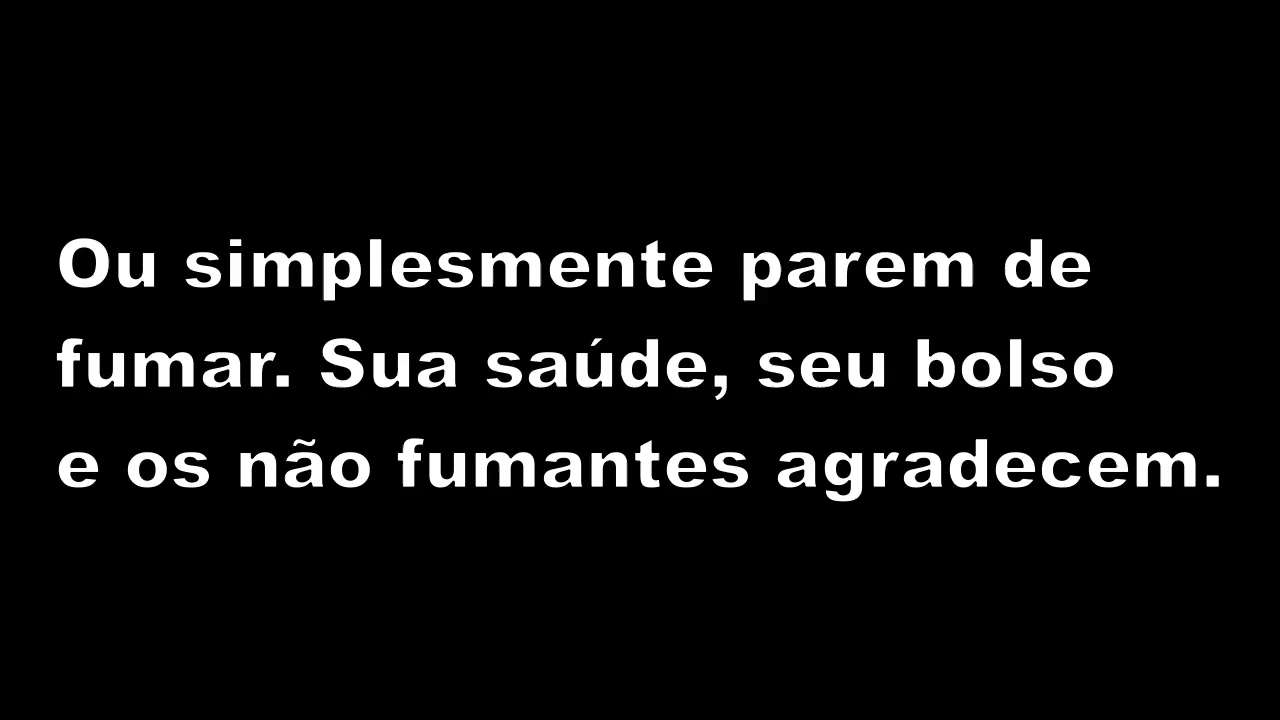 Ou simplesmente parem de
fumar. Sua saúde, seu bolso
e os não fumantes agradecem.